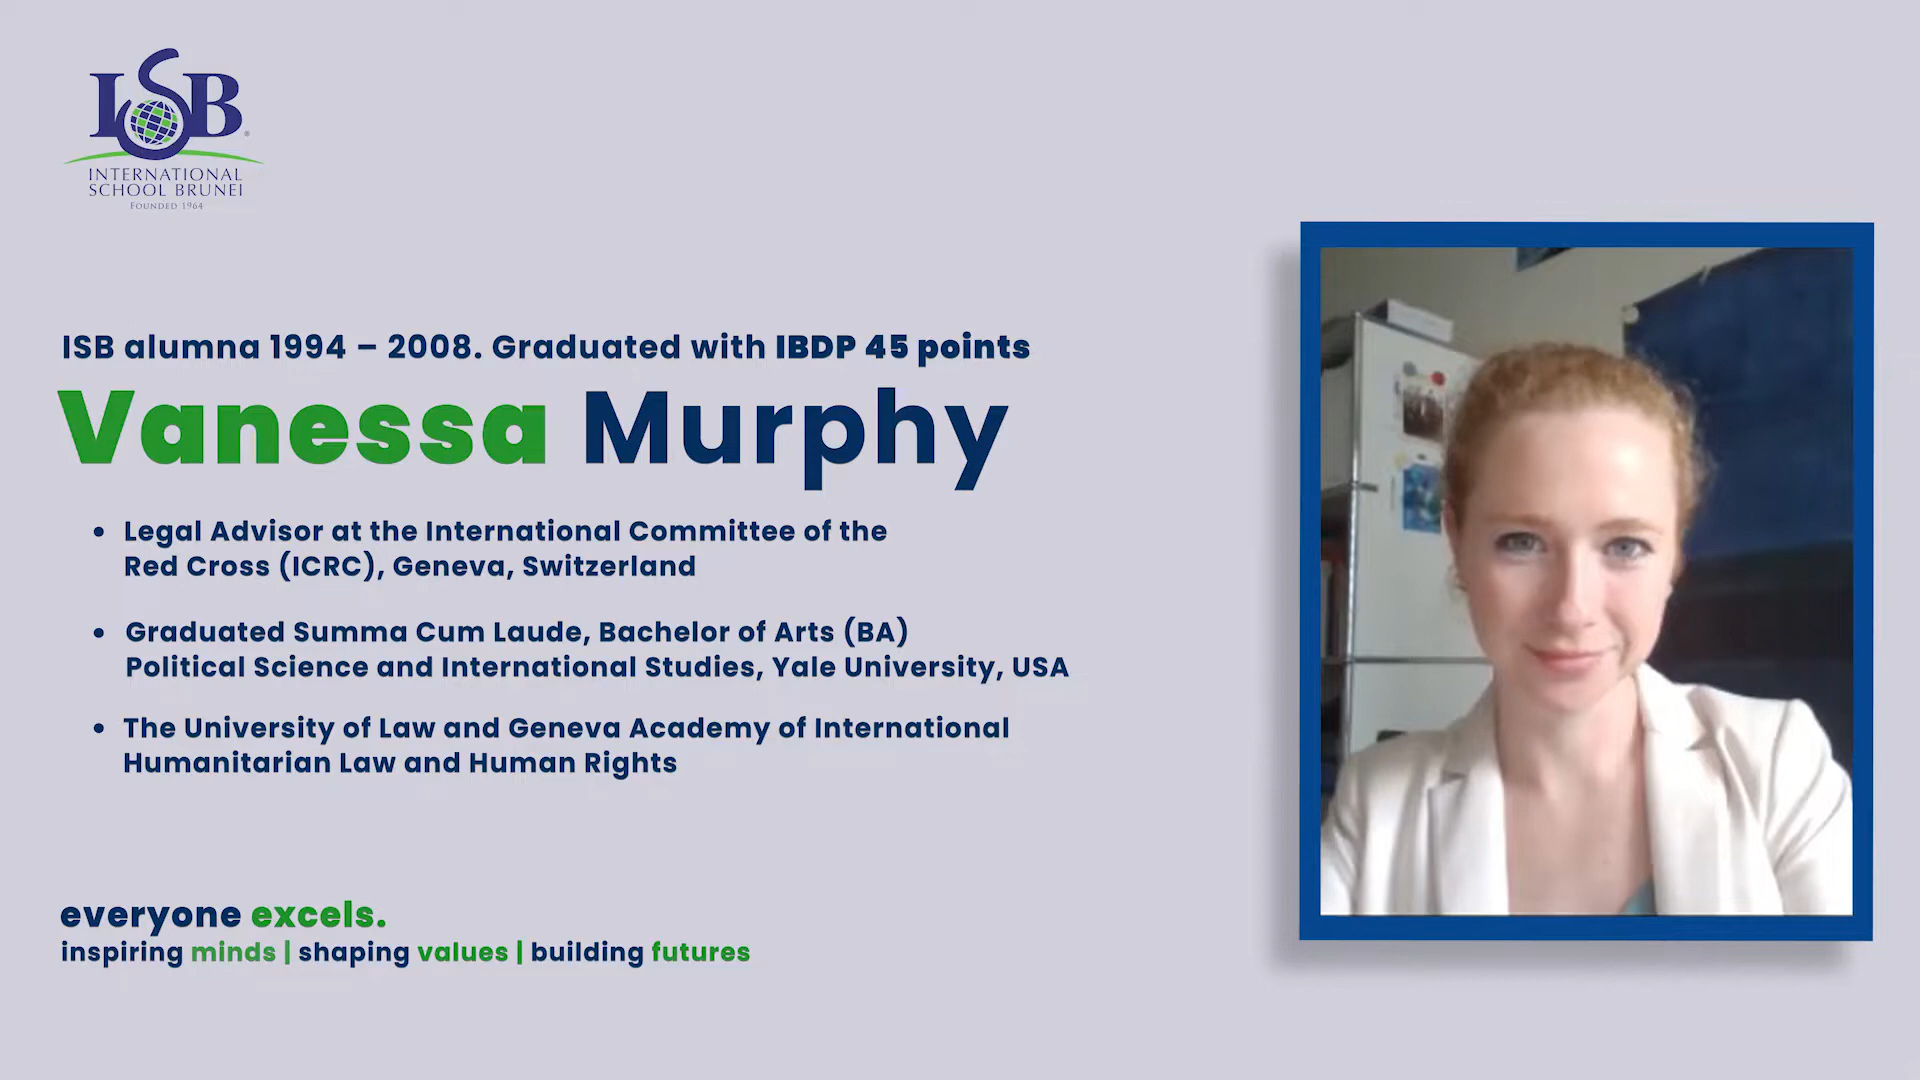 ISB
INTERNATIONAL
SCHOOL BRUNEI
FOUNDED 1964
ISB alumna 1994 – 2008. Graduated with IBDP 45 points
Vanessa Murphy
• Legal Advisor at the International Committee of the
Red Cross (ICRC), Geneva, Switzerland
• Graduated Summa Cum Laude, Bachelor of Arts (BA)
Political Science and International Studies, Yale University, USA
• The University of Law and Geneva Academy of International
Humanitarian Law and Human Rights
everyone excels.
inspiring minds | shaping values | building futures